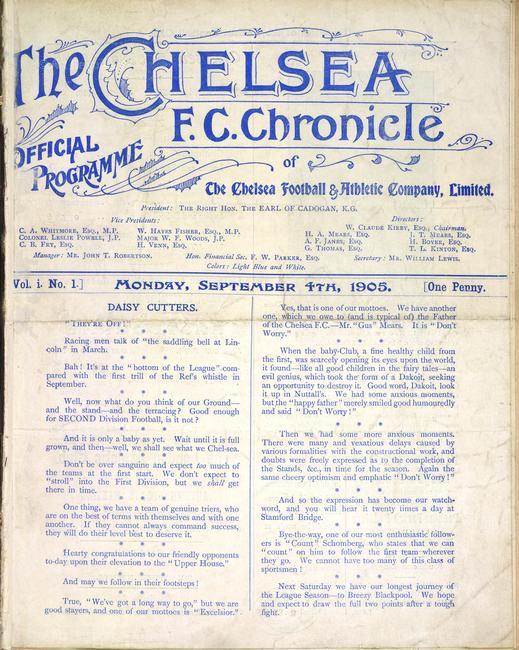 The CHELSEA
F.C. Chronicle
OFFICIAL
PROGRAMME
of
The Chelsea Football & Athletic Company, Limited.
President: THE RIGHT HON. THE EARL OF CADOGAN, K.G.
Vice Presidents:
Directors:
C. A. WHITMORE, ESQ., M.P. W. HAYES FISHER, ESQ., M.P. W. CLAUDE KIRBY, ESQ., Chairman.
COLONEL LESLIE POWELL, J.P. MAJOR W. F. WOODS, J.P. H. A. MEARS, ESQ. J. T. MEARS, ESQ.
C. B. FRY, ESQ. H. VENN, ESQ. A. F. JANES, ESQ. H. BOYER, ESQ.
G. THOMAS, ESQ. T. L. KINTON, ESQ.
Manager: MR. JOHN T. ROBERTSON. Hon. Financial Sec. F. W. PARKER, ESQ. Secretary: MR. WILLIAM LEWIS.
Colors: Light Blue and White.
Vol. i. No. 1.] MONDAY, SEPTEMBER 4TH, 1905. [One Penny.
DAISY CUTTERS.
"THEY'RE OFF!"
* * *
Racing men talk of "the saddling bell at Lin-
coln" in March.
* * *
Bah! It's at the "bottom of the League" com-
pared with the first trill of the Ref's whistle in
September.
* * *
Well, now what do you think of our Ground—
and the stand—and the terracing? Good enough
for SECOND Division Football, is it not?
* * *
And it is only a baby as yet. Wait until it is full
grown, and then—well, we shall see what we Chel-sea.
* * *
Don't be over sanguine and expect too much of
the teams at the first start. We don't expect to
"stroll" into the First Division, but we shall get
there in time.
* * *
One thing, we have a team of genuine triers, who
are on the best of terms with themselves and with one
another. If they cannot always command success,
they will do their level best to deserve it.
* * *
Hearty congratulations to our friendly opponents
to-day upon their elevation to the "Upper House."
* * *
And may we follow in their footsteps!
* * *
True, "We've got a long way to go," but we are
good stayers, and one of our mottoes is "Excelsior."
Yes, that is one of our mottoes. We have another
one, which we owe to (and is typical of) the Father
of the Chelsea F.C.—Mr. "Gus" Mears. It is "Don't
Worry."
* * *
When the baby-Club, a fine healthy child from
the first, was scarcely opening its eyes upon the world,
it found—like all good children in the fairy tales—an
evil genius, which took the form of a Dakoit, seeking
an opportunity to destroy it. Good word, Dakoit, look
it up in Nuttall's. We had some anxious moments,
but the "happy father" merely smiled good humouredly
and said "Don't Worry!"
* * *
Then we had some more anxious moments.
There were many and vexatious delays caused by
various formalities with the constructional work, and
doubts were freely expressed as to the completion of
the Stands, &c., in time for the season. Again the
same cheery optimism and emphatic "Don't Worry!"
* * *
And so the expression has become our watch-
word, and you will hear it twenty times a day at
Stamford Bridge.
* * *
Bye-the-way, one of our most enthusiastic follow-
ers is "Count" Schomberg, who states that we can
"count" on him to follow the first team wherever
they go. We cannot have too many of this class of
sportsmen!
* * *
Next Saturday we have our longest journey of
the League Season—to Breezy Blackpool. We hope
and expect to draw the full two points after a tough
fight.